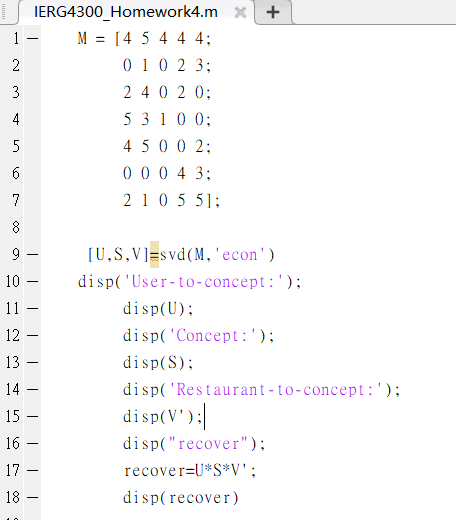 IERG4300_Homework4.m × +
1 — M = [4 5 4 4 4;
2 0 1 0 2 3;
3 2 4 0 2 0;
4 5 3 1 0 0;
5 4 5 0 0 2;
6 0 0 0 4 3;
7 2 1 0 5 5];
8
9 — [U,S,V]=svd(M,'econ')
10 — disp('User-to-concept:');
11 — disp(U);
12 — disp('Concept:');
13 — disp(S);
14 — disp('Restaurant-to-concept:');
15 — disp(V');
16 — disp("recover");
17 — recover=U*S*V';
18 — disp(recover)